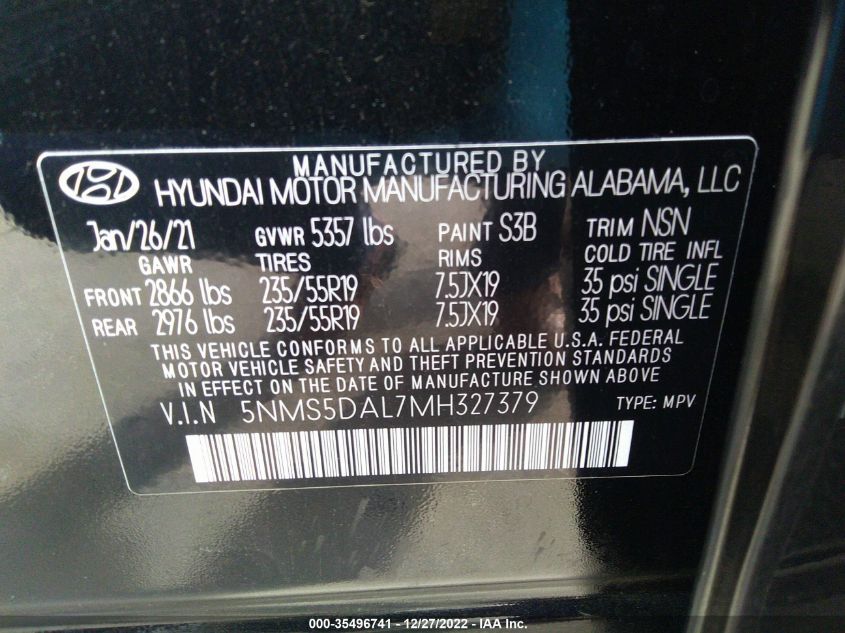 MANUFACTURED BY
HYUNDAI MOTOR MANUFACTURING ALABAMA, LLC
Jan/26/21 GVWR 5357 lbs PAINT S3B TRIM NSN
GAWR TIRES RIMS COLD TIRE INFL
FRONT 2866 lbs 235/55R19 7.5JX19 35 psi SINGLE
REAR 2976 lbs 235/55R19 7.5JX19 35 psi SINGLE
THIS VEHICLE CONFORMS TO ALL APPLICABLE U.S.A. FEDERAL
MOTOR VEHICLE SAFETY AND THEFT PREVENTION STANDARDS
IN EFFECT ON THE DATE OF MANUFACTURE SHOWN ABOVE
V.I.N 5NMS5DAL7MH327379 TYPE: MPV
000-35496741 - 12/27/2022 - IAA Inc.